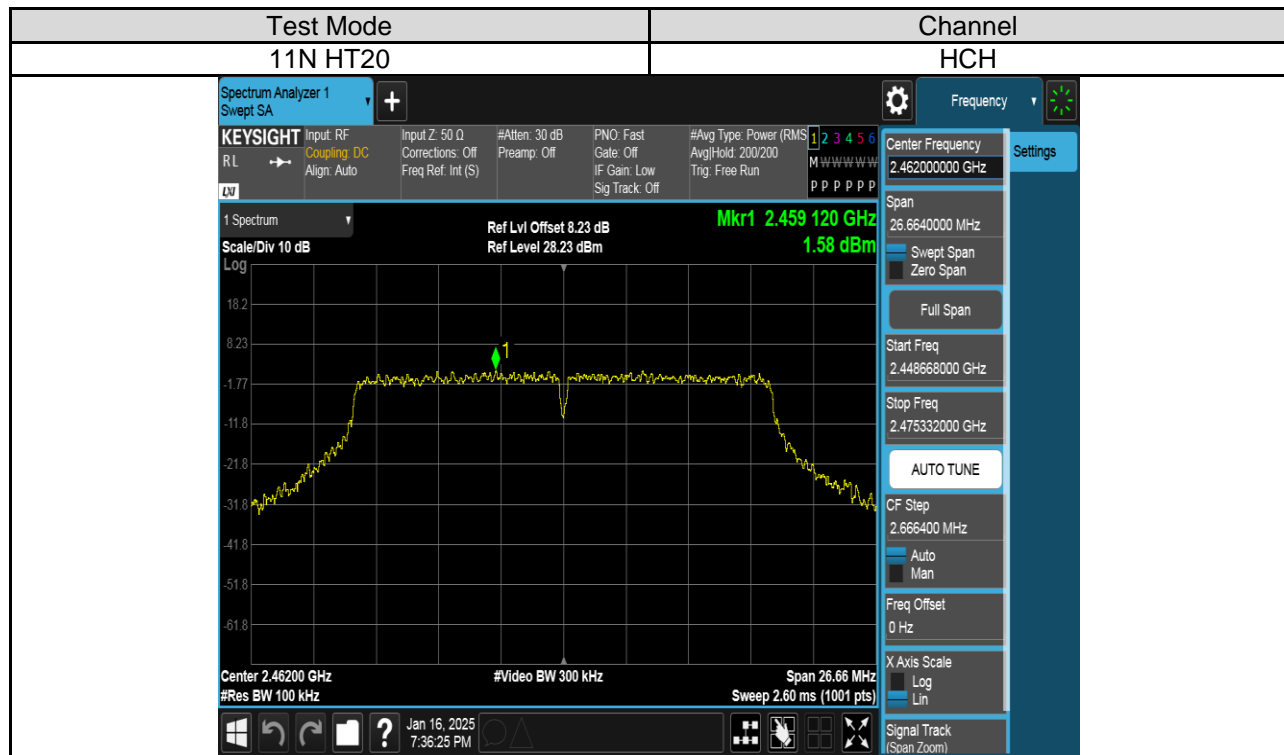 Test Mode Channel
11N HT20 HCH
Spectrum Analyzer 1
Swept SA
+
Frequency
KEYSIGHT Input: RF Input Z: 50 Ω #Atten: 30 dB PNO: Fast #Avg Type: Power (RMS 1 2 3 4 5 6
RL Coupling: DC Corrections: Off Preamp: Off Gate: Off Avg|Hold: 200/200 M W W W W W
Align: Auto Freq Ref: Int (S) IF Gain: Low Trig: Free Run
LXI Sig Track: Off P P P P P P
1 Spectrum Ref Lvl Offset 8.23 dB Mkr1 2.459 120 GHz
Scale/Div 10 dB Ref Level 28.23 dBm 1.58 dBm
Log
18.2
8.23
1
-1.77
-11.8
-21.8
-31.8
-41.8
-51.8
-61.8
Center 2.46200 GHz #Video BW 300 kHz Span 26.66 MHz
#Res BW 100 kHz Sweep 2.60 ms (1001 pts)
? Jan 16, 2025
7:36:25 PM
Center Frequency
2.462000000 GHz
Settings
Span
26.6640000 MHz
Swept Span
Zero Span
Full Span
Start Freq
2.448668000 GHz
Stop Freq
2.475332000 GHz
AUTO TUNE
CF Step
2.666400 MHz
Auto
Man
Freq Offset
0 Hz
X Axis Scale
Log
Lin
Signal Track
(Span Zoom)